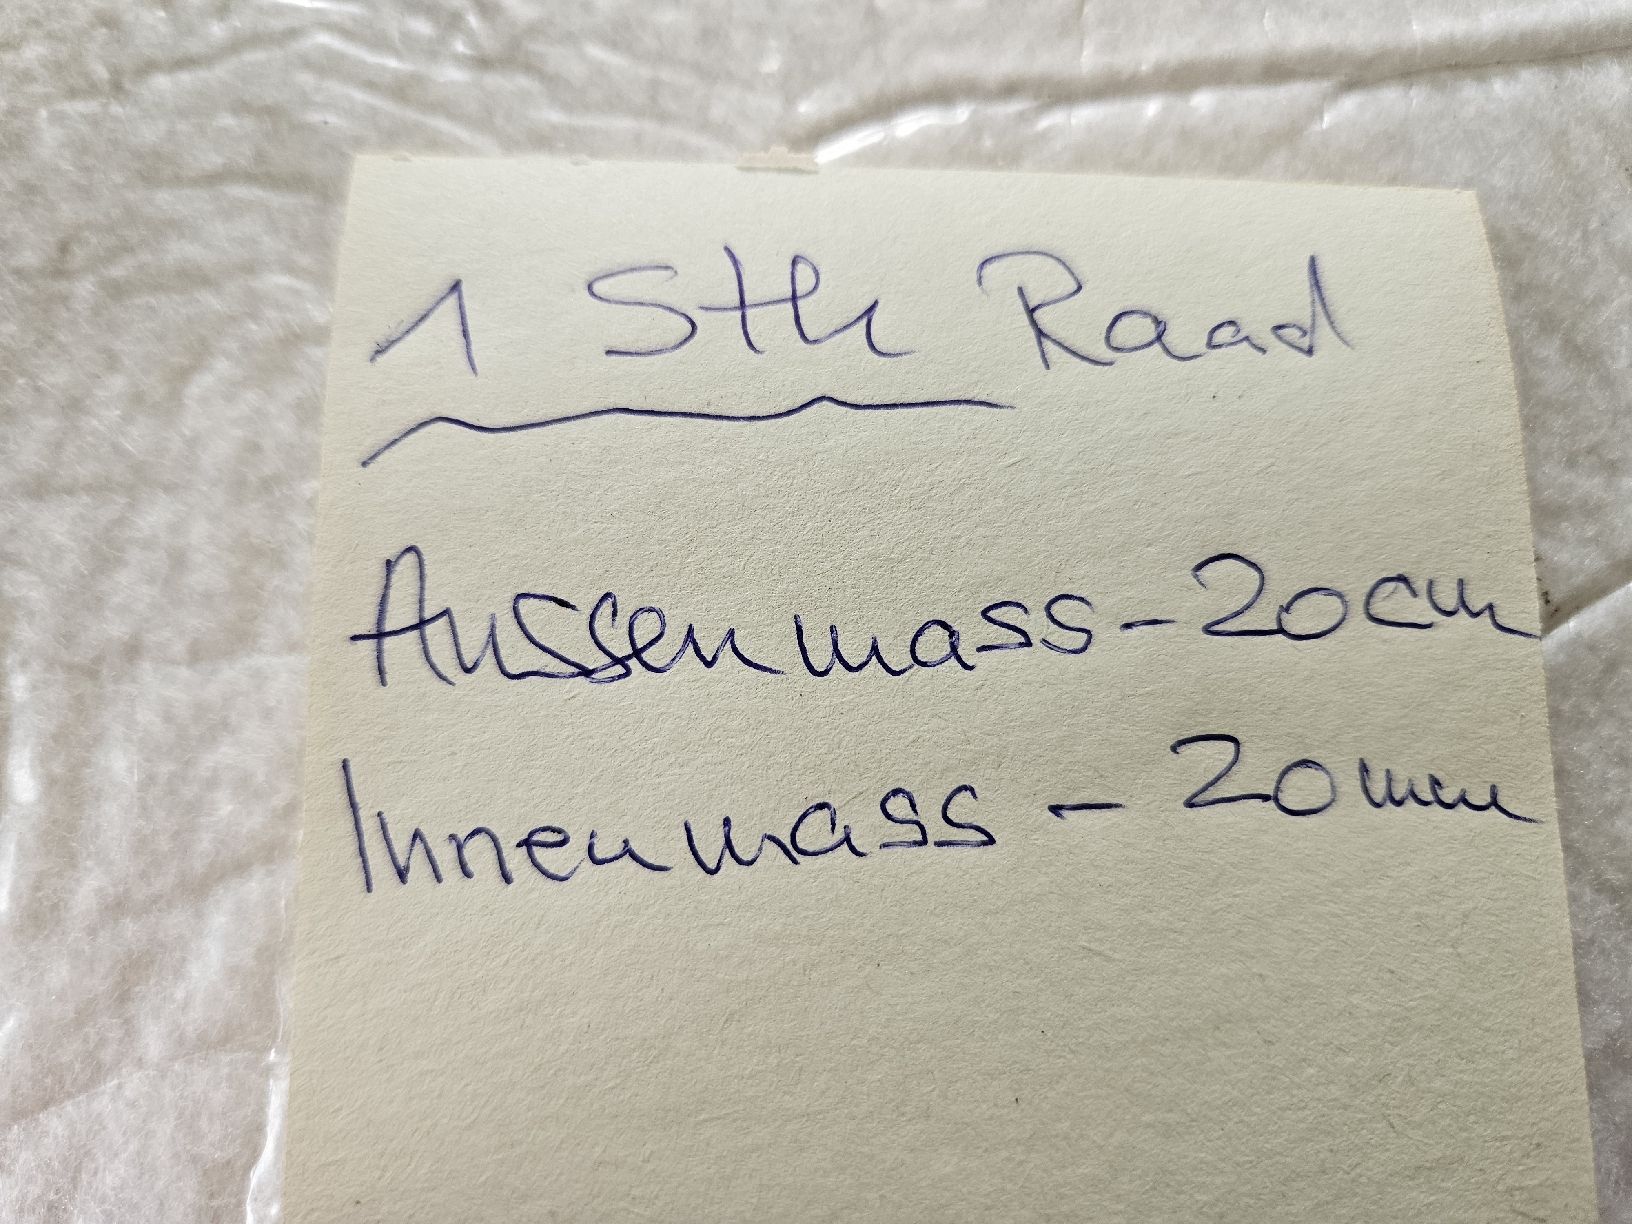 1 Stk Raad
Aussenmass - 20cm
Innenmass - 20mm